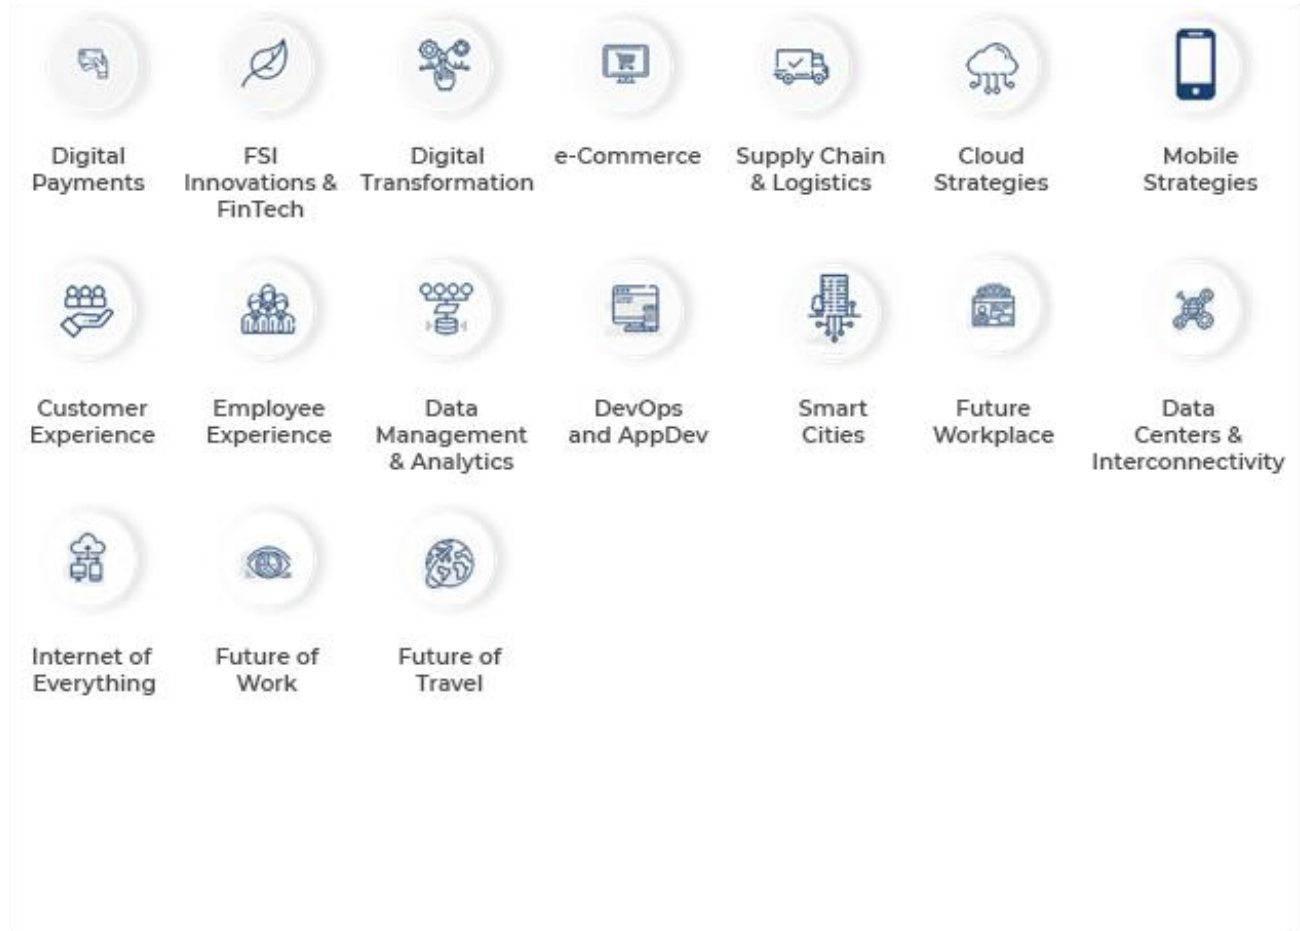 Digital
Payments
FSI
Innovations &
FinTech
Digital
Transformation
e-Commerce
Supply Chain
& Logistics
Cloud
Strategies
Mobile
Strategies
Customer
Experience
Employee
Experience
Data
Management
& Analytics
DevOps
and AppDev
Smart
Cities
Future
Workplace
Data
Centers &
Interconnectivity
Internet of
Everything
Future of
Work
Future of
Travel